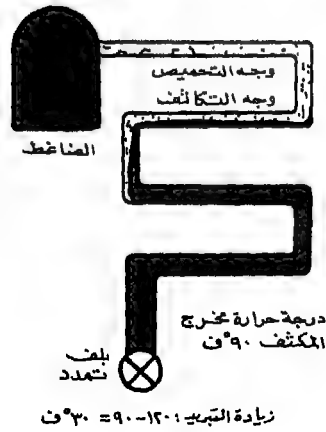 وجه التحميص
وجه التكاثف
الضاغط
درجة حرارة مخرج
المكثف ٩٠°ف
بلف
تمدد
زيادة التبريد: ١٢٠-٩٠= ٣٠°ف